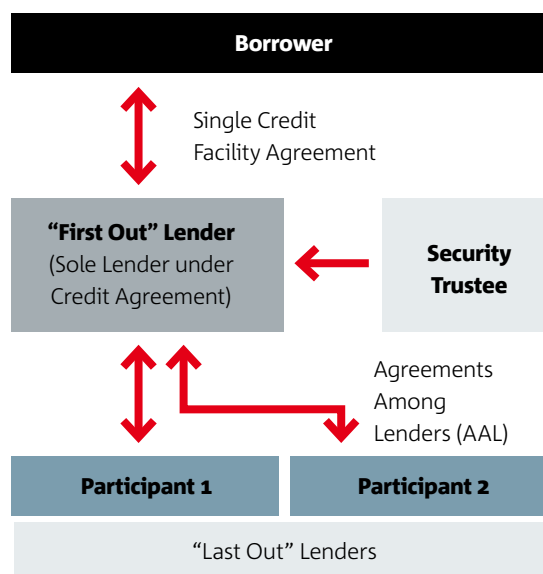 Borrower
Single Credit
Facility Agreement
“First Out” Lender
(Sole Lender under
Credit Agreement)
Security
Trustee
Agreements
Among
Lenders (AAL)
Participant 1
Participant 2
“Last Out” Lenders